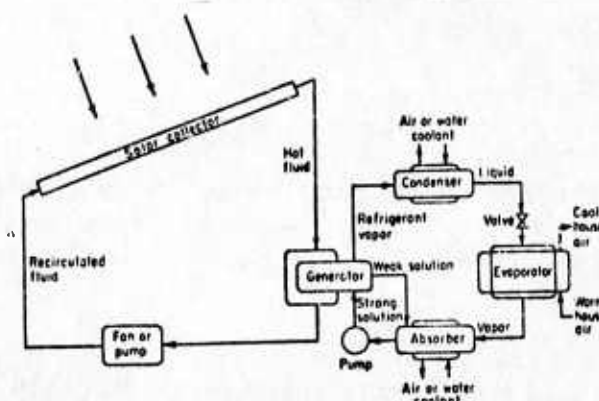 Solar collector
Hot
fluid
Air or water
coolant
Condenser
Liquid
Valve
Refrigerant
vapor
Cool
house
air
Recirculated
fluid
Generator
Weak solution
Evaporator
Strong
solution
Warm
house
air
Fan or
pump
Pump
Absorber
Vapor
Air or water
coolant